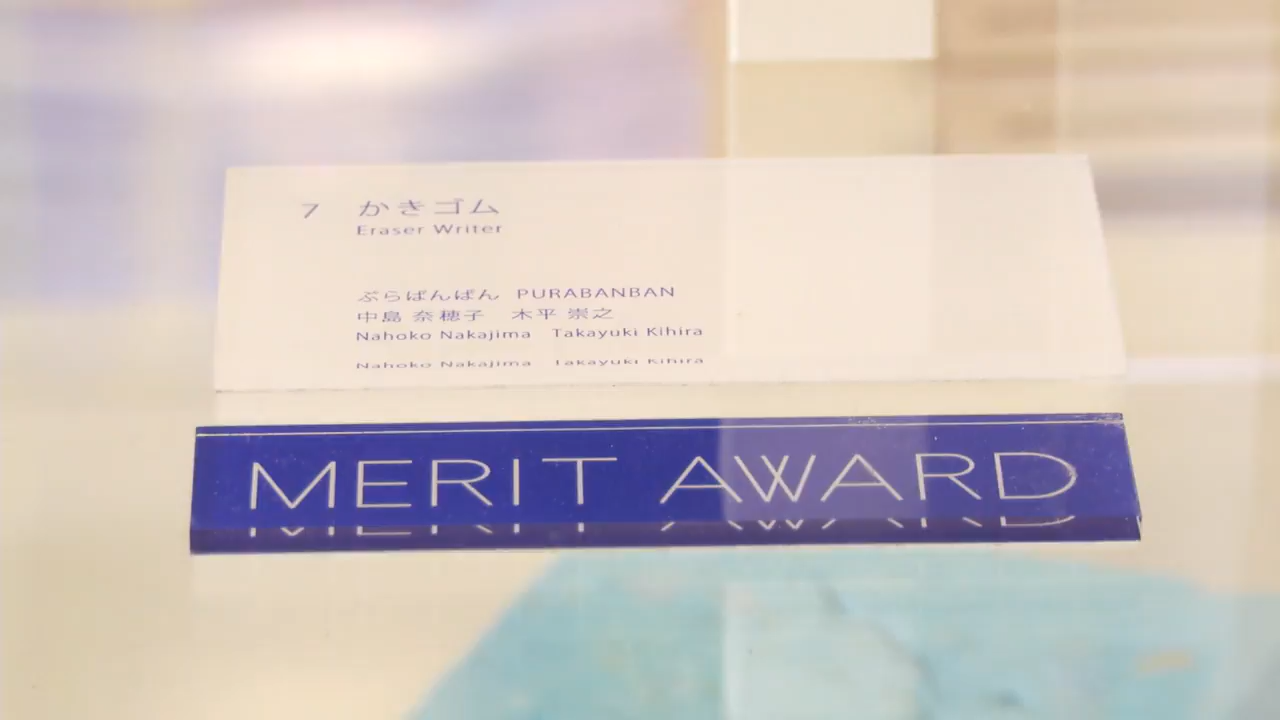 7 かきゴム
Eraser Writer
ぷらばんばん PURABANBAN
中島 奈穂子 木平 崇之
Nahoko Nakajima Takayuki Kihira
Nahoko Nakajima Takayuki Kihira
MERIT AWARD